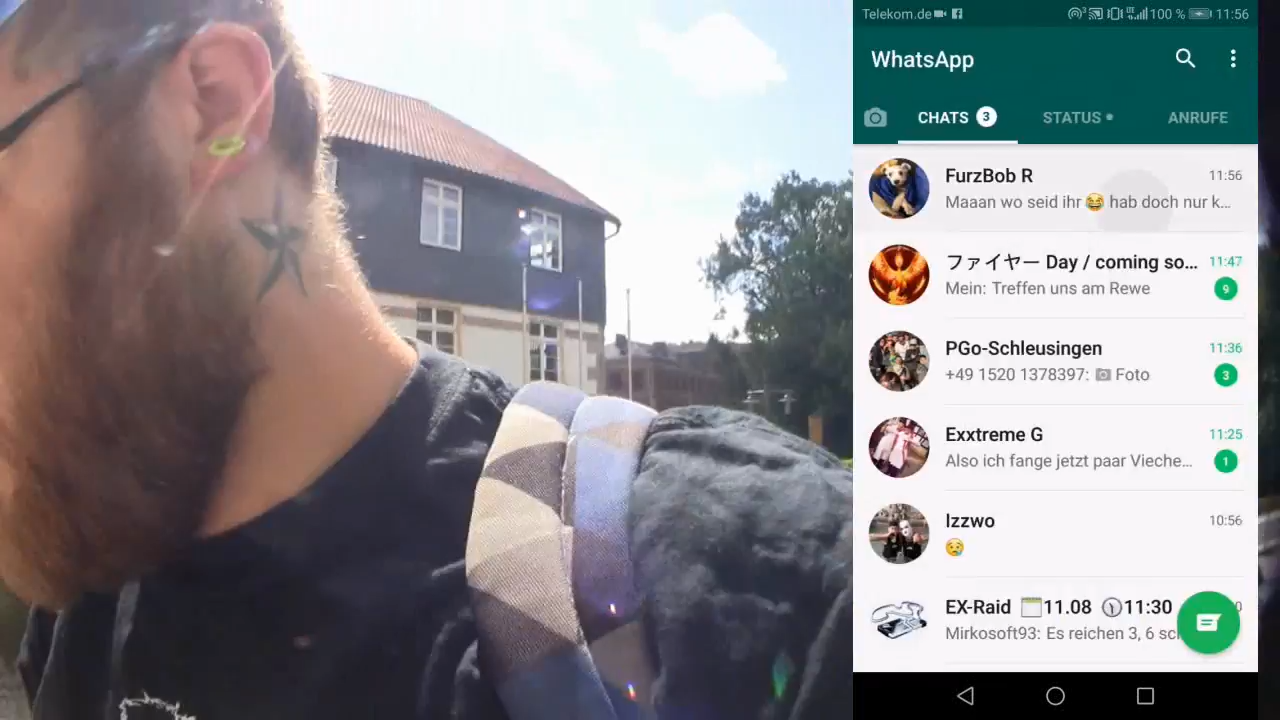 Telekom.de 100 % 11:56
WhatsApp
CHATS 3 STATUS ANRUFE
FurzBob R 11:56
Maaan wo seid ihr 😂 hab doch nur k...
ファイヤー Day / coming so... 11:47
Mein: Treffen uns am Rewe 9
PGo-Schleusingen 11:36
+49 1520 1378397: 📷 Foto 3
Exxtreme G 11:25
Also ich fange jetzt paar Vieche... 1
Izzwo 10:56
😢
EX-Raid 🗓11.08 🕦11:30
Mirkosoft93: Es reichen 3, 6 sc